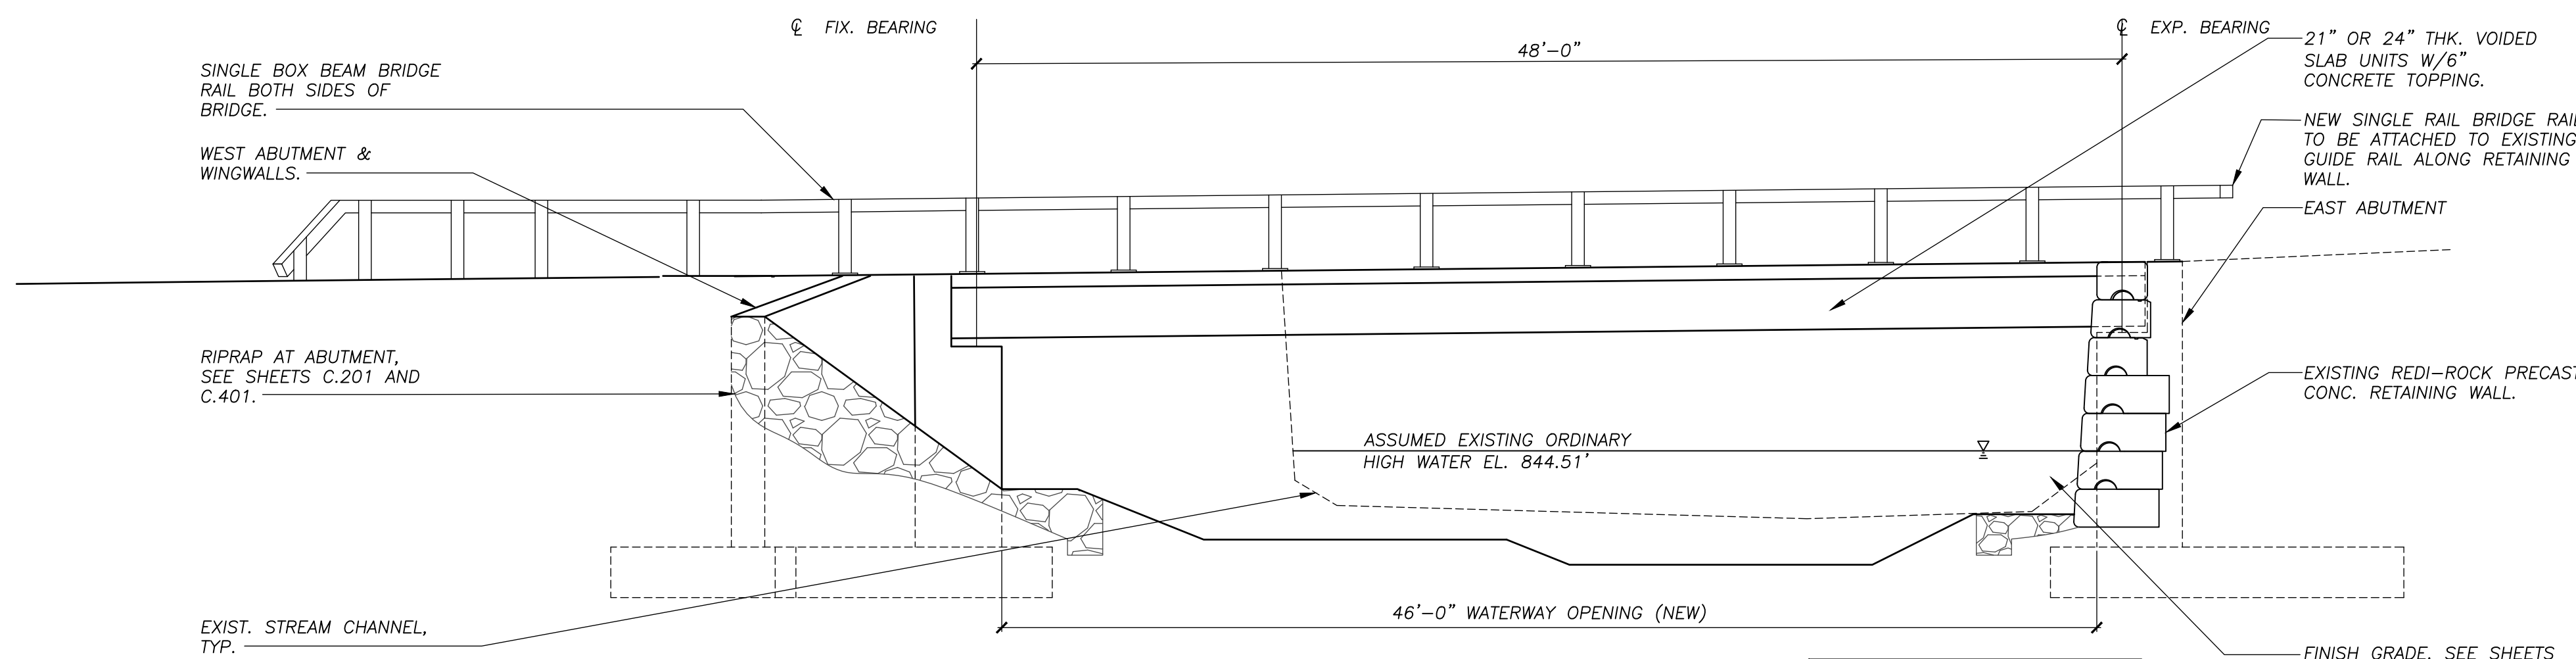 ℄ FIX. BEARING
℄ EXP. BEARING
48'-0"
21" OR 24" THK. VOIDED
SLAB UNITS W/6"
CONCRETE TOPPING.
SINGLE BOX BEAM BRIDGE
RAIL BOTH SIDES OF
BRIDGE.
NEW SINGLE RAIL BRIDGE RAIL
TO BE ATTACHED TO EXISTING
GUIDE RAIL ALONG RETAINING
WALL.
WEST ABUTMENT &
WINGWALLS.
EAST ABUTMENT
RIPRAP AT ABUTMENT,
SEE SHEETS C.201 AND
C.401.
EXISTING REDI-ROCK PRECAST
CONC. RETAINING WALL.
ASSUMED EXISTING ORDINARY
HIGH WATER EL. 844.51'
46'-0" WATERWAY OPENING (NEW)
EXIST. STREAM CHANNEL,
TYP.
FINISH GRADE. SEE SHEETS